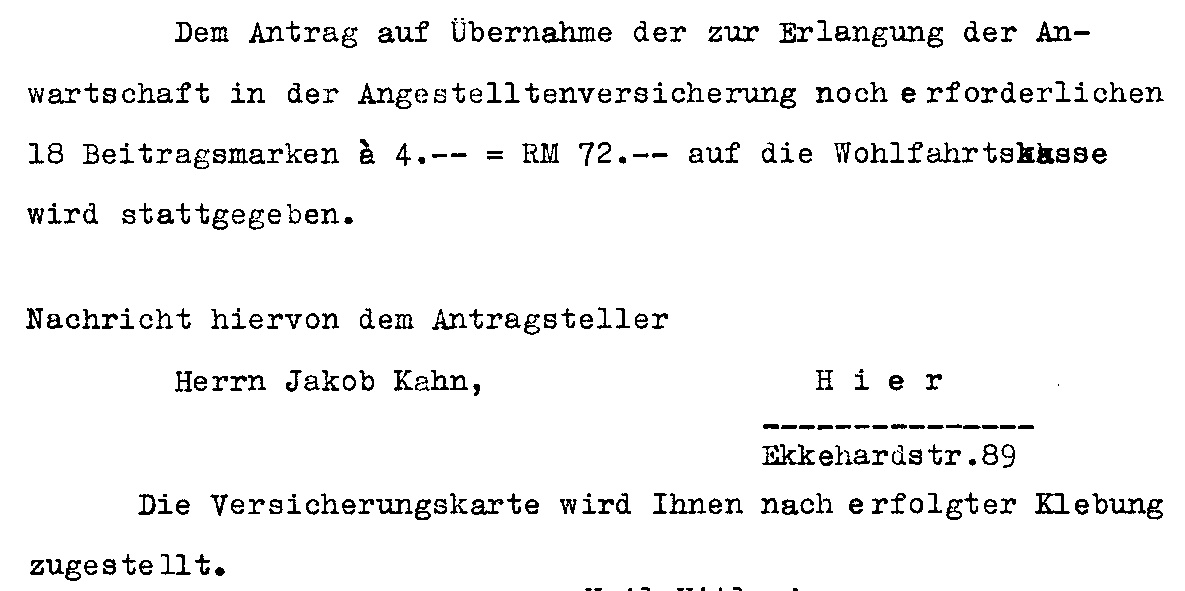 Dem Antrag auf Übernahme der zur Erlangung der An-
wartschaft in der Angestelltenversicherung noch erforderlichen
18 Beitragsmarken à 4.-- = RM 72.-- auf die Wohlfahrtskasse
wird stattgegeben.
Nachricht hiervon dem Antragsteller
Herrn Jakob Kahn, H i e r
---------------
Ekkehardstr.89
Die Versicherungskarte wird Ihnen nach erfolgter Klebung
zugestellt.